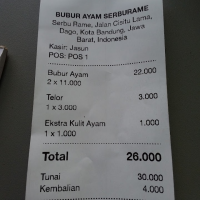 BUBUR AYAM SERBURAME
Serbu Rame, Jalan Cisitu Lama,
Dago, Kota Bandung, Jawa
Barat, Indonesia
Kasir: Jasun
POS: POS 1
Bubur Ayam 22.000
2 x 11.000
Telor 3.000
1 x 3.000
Ekstra Kulit Ayam 1.000
1 x 1.000
Total 26.000
Tunai 30.000
Kembalian 4.000